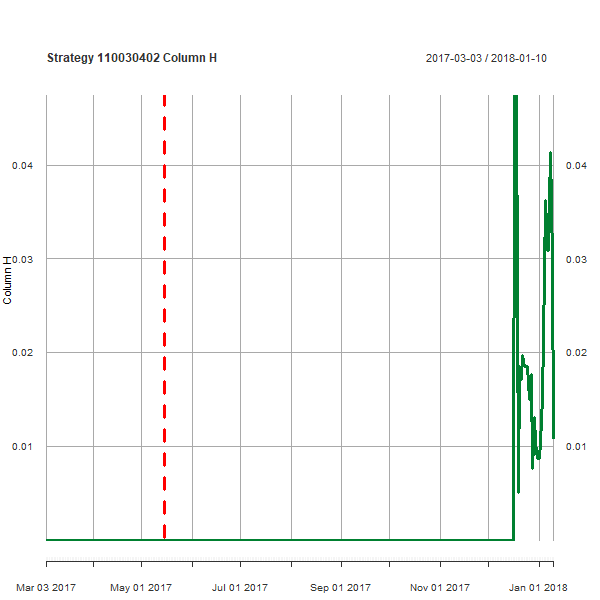 Strategy 110030402 Column H
2017-03-03 / 2018-01-10
0.04
0.04
0.03
0.03
Column H
0.02
0.02
0.01
0.01
Mar 03 2017
May 01 2017
Jul 01 2017
Sep 01 2017
Nov 01 2017
Jan 01 2018